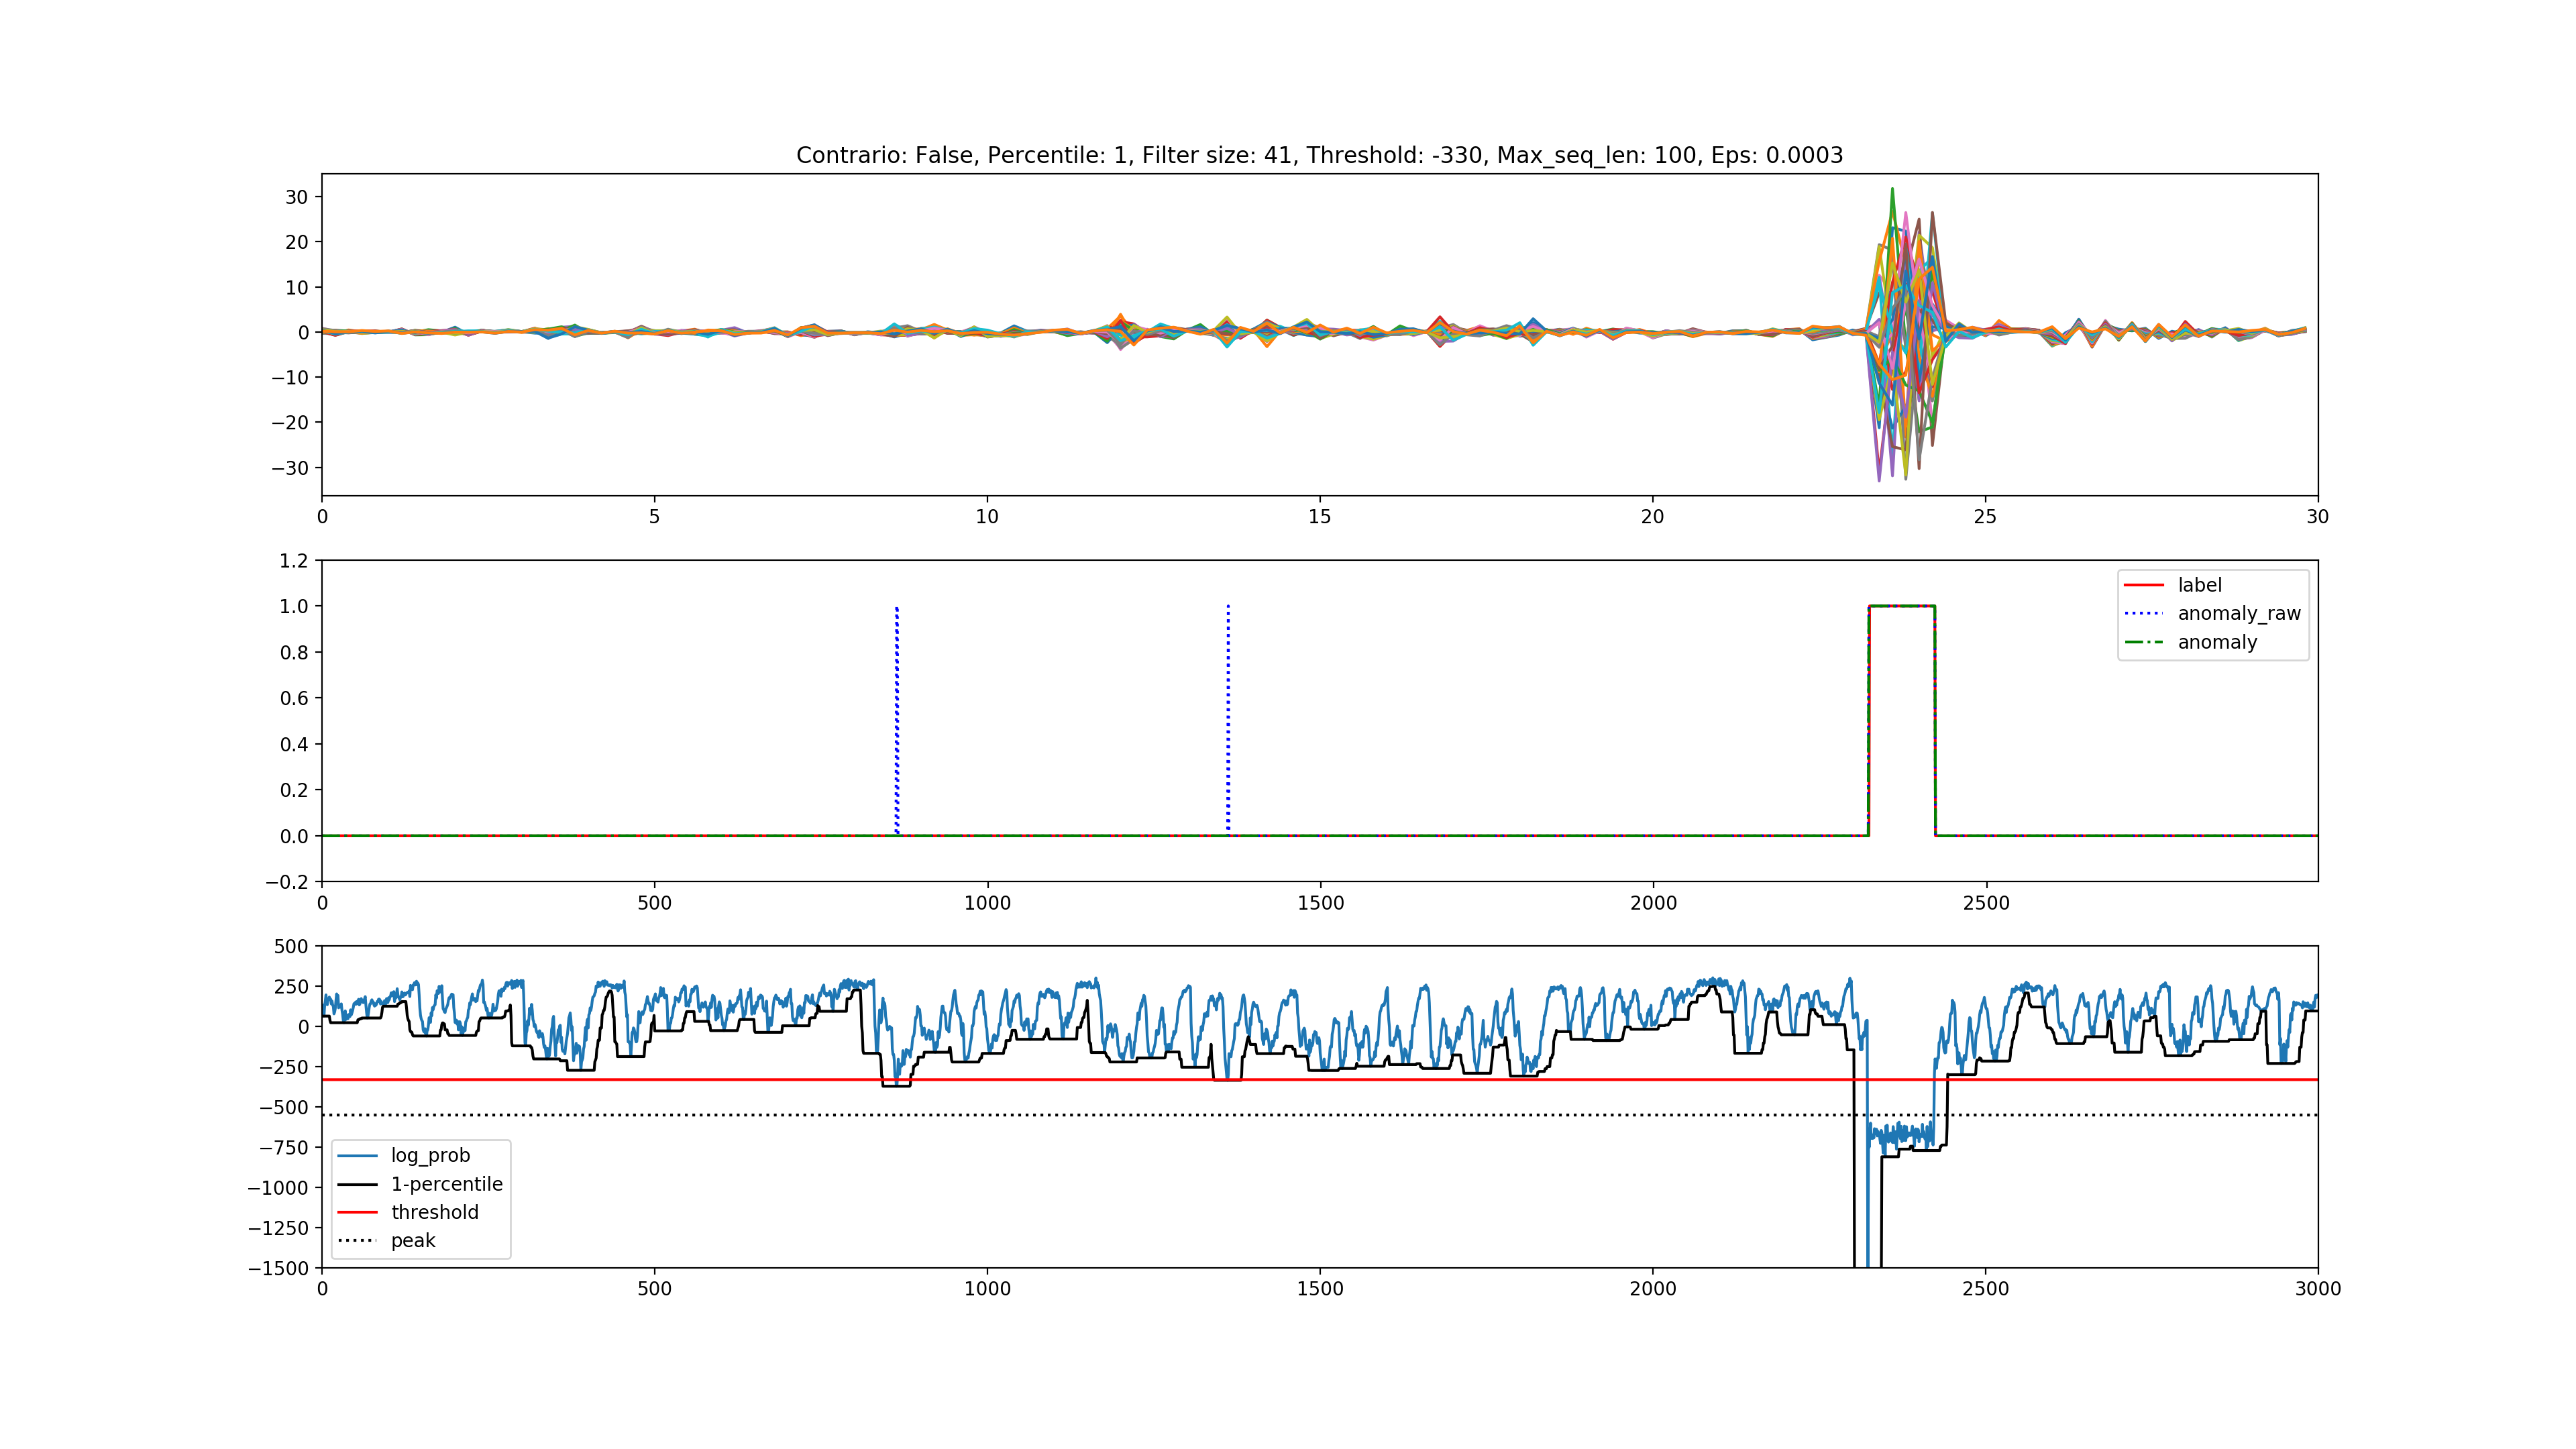 Contrario: False, Percentile: 1, Filter size: 41, Threshold: -330, Max_seq_len: 100, Eps: 0.0003
30
20
10
0
−10
−20
−30
0 5 10 15 20 25 30
1.2
1.0
0.8
0.6
0.4
0.2
0.0
−0.2
label
anomaly_raw
anomaly
0 500 1000 1500 2000 2500
500
250
0
−250
−500
−750
−1000
−1250
−1500
log_prob
1-percentile
threshold
peak
0 500 1000 1500 2000 2500 3000